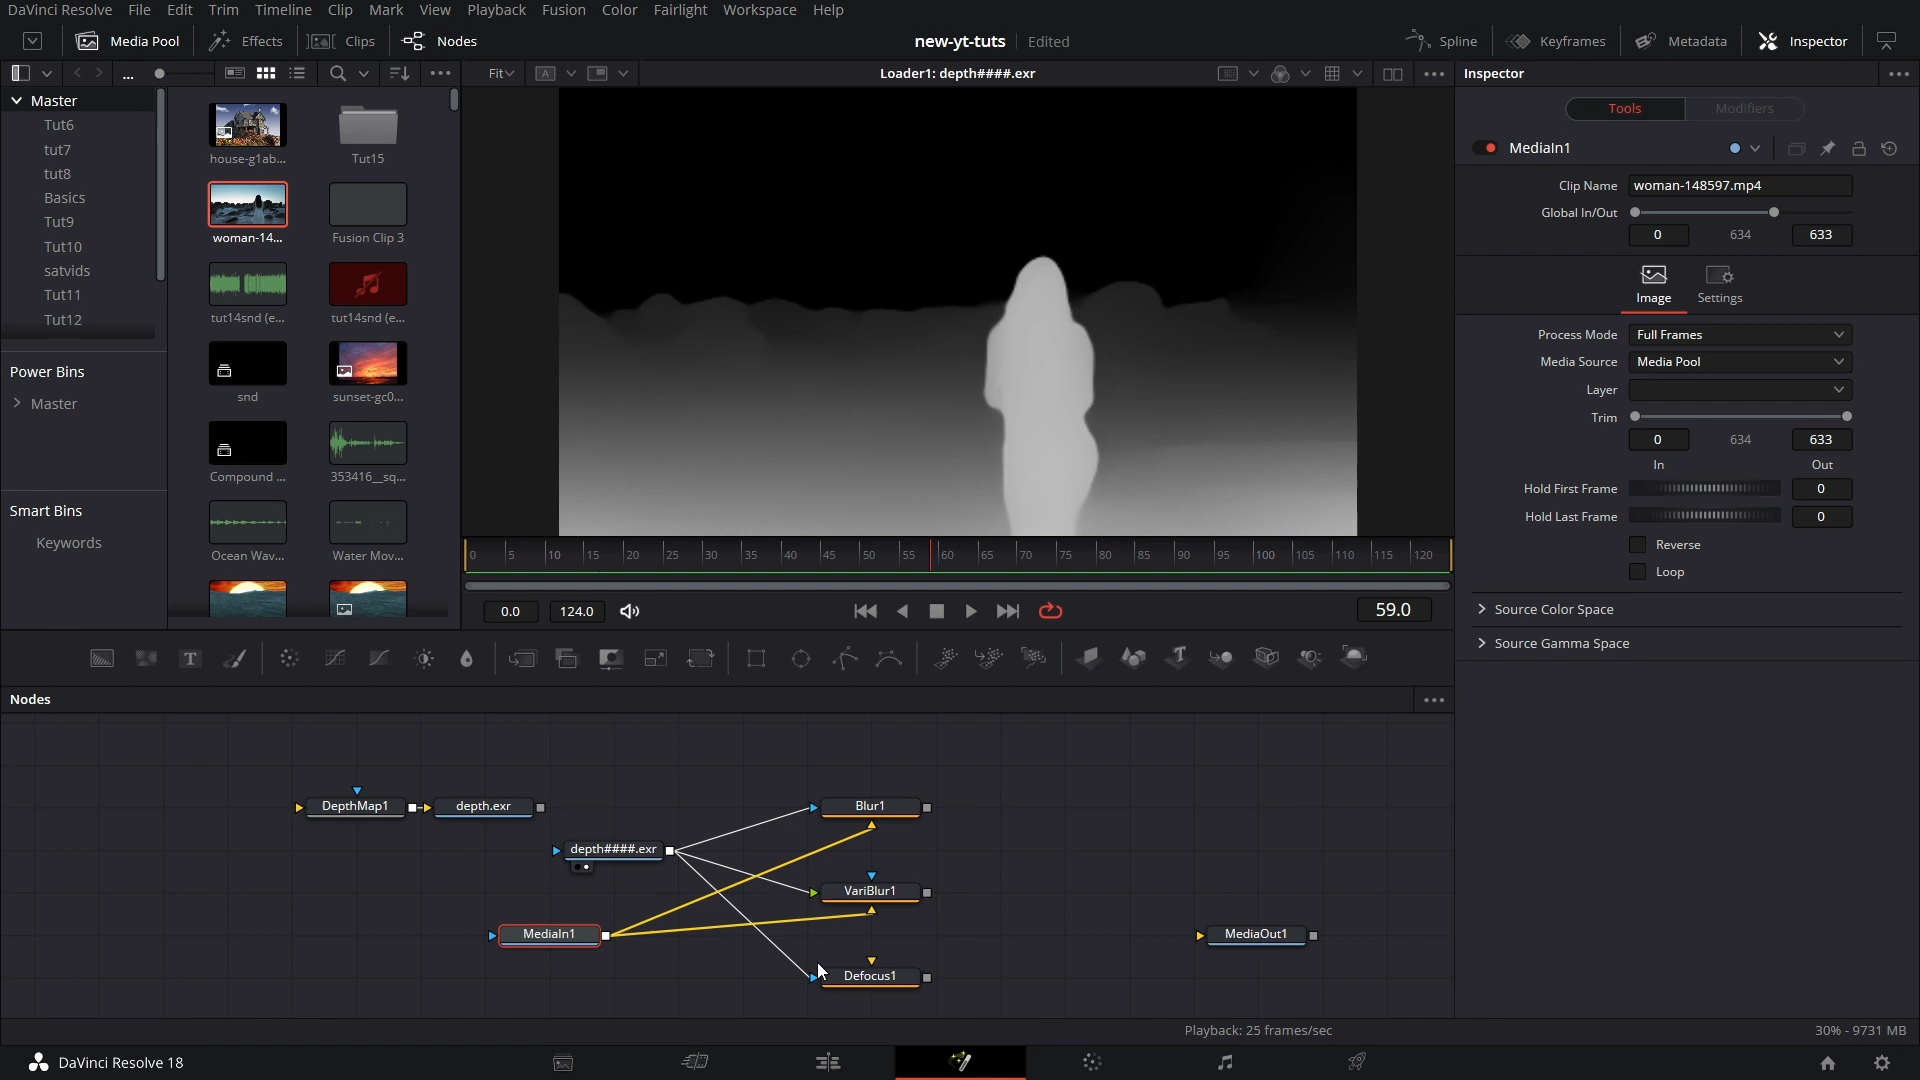 DaVinci Resolve File Edit Trim Timeline Clip Mark View Playback Fusion Color Fairlight Workspace Help
Media Pool Effects Clips Nodes new-yt-tuts Edited Spline Keyframes Metadata Inspector
... Fit A Loader1: depth####.exr Inspector
Master
Tut6
tut7
tut8
Basics
Tut9
Tut10
satvids
Tut11
Tut12
Power Bins
Master
Smart Bins
Keywords
house-g1ab... Tut15
woman-14... Fusion Clip 3
tut14snd (e... tut14snd (e...
snd sunset-gc0...
Compound ... 353416__sq...
Ocean Wav... Water Mov...
0 5 10 15 20 25 30 35 40 45 50 55 60 65 70 75 80 85 90 95 100 105 110 115 120
0.0 124.0 59.0
Tools Modifiers
MediaIn1
Clip Name woman-148597.mp4
Global In/Out
0 634 633
Image Settings
Process Mode Full Frames
Media Source Media Pool
Layer
Trim
0 634 633
In Out
Hold First Frame 0
Hold Last Frame 0
Reverse
Loop
Source Color Space
Source Gamma Space
T T
Nodes
DepthMap1 depth.exr Blur1
depth####.exr
VariBlur1
MediaIn1 MediaOut1
Defocus1
Playback: 25 frames/sec 30% - 9731 MB
DaVinci Resolve 18